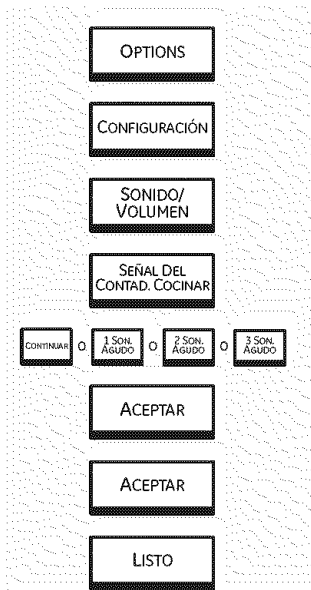 OPTIONS
CONFIGURACIÓN
SONIDO/
VOLUMEN
SEÑAL DEL
CONTAD. COCINAR
CONTINUAR O 1 SON. AGUDO O 2 SON. AGUDO O 3 SON. AGUDO
ACEPTAR
ACEPTAR
LISTO